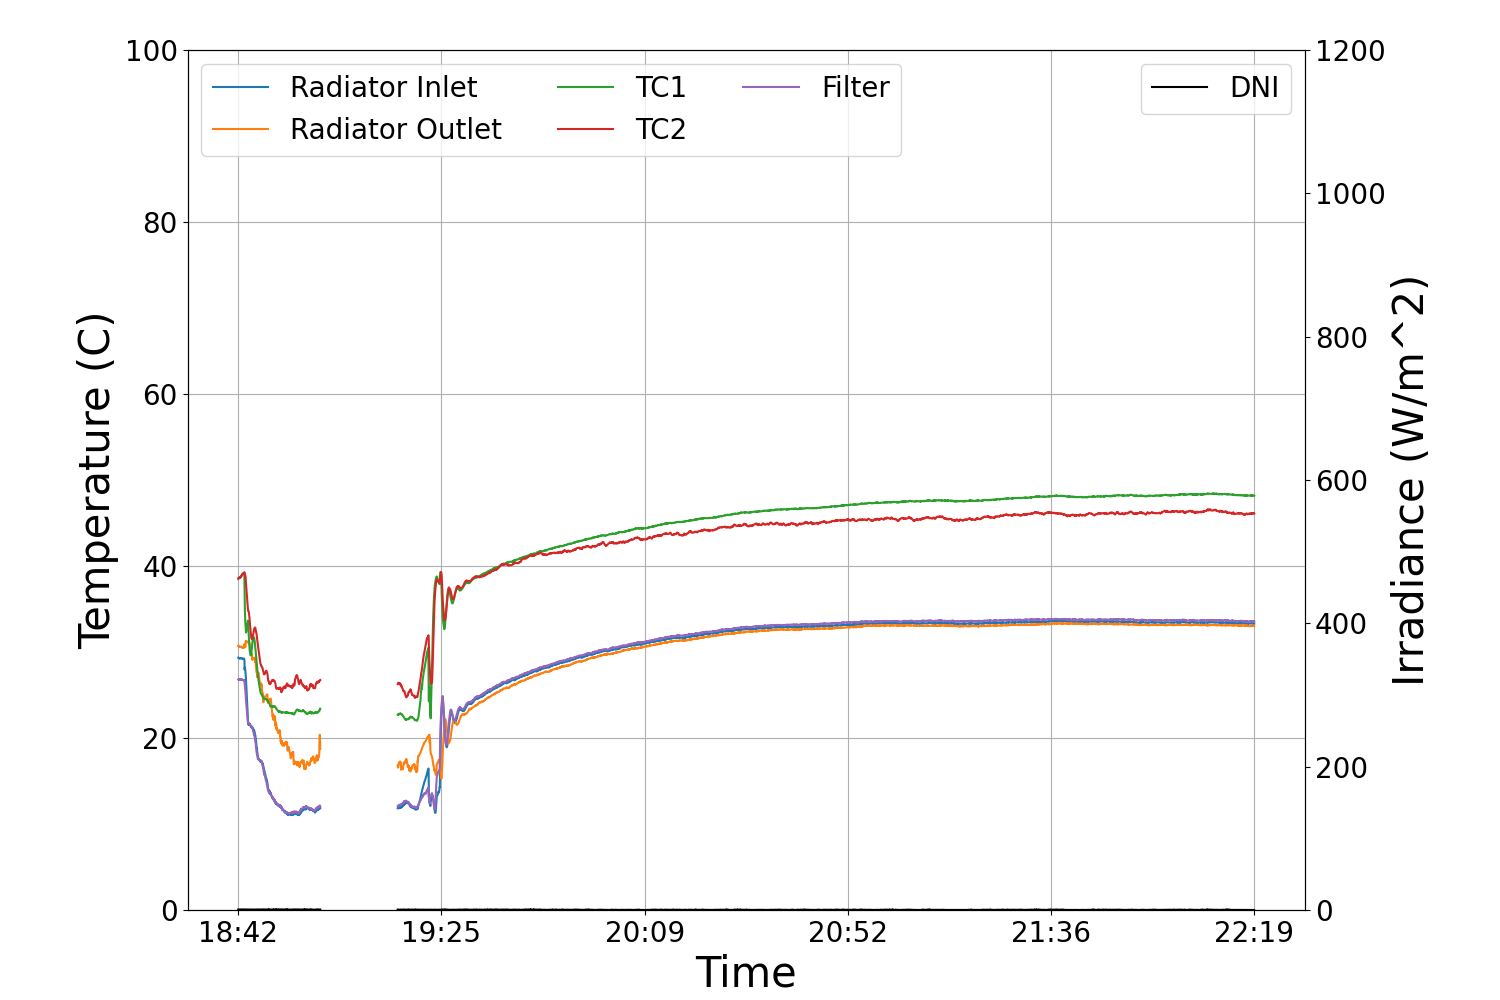 100
80
60
40
20
0
Temperature (C)
Radiator Inlet
Radiator Outlet
TC1
TC2
Filter
DNI
1200
1000
800
600
400
200
0
Irradiance (W/m^2)
18:42 19:25 20:09 20:52 21:36 22:19
Time